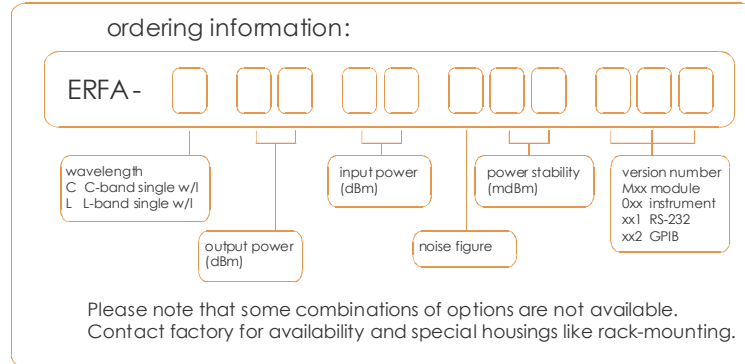 ordering information:
ERFA-
wavelength
C C-band single w/l
L L-band single w/l
output power
(dBm)
input power
(dBm)
noise figure
power stability
(mdBm)
version number
Mxx module
0xx instrument
xx1 RS-232
xx2 GPIB
Please note that some combinations of options are not available.
Contact factory for availability and special housings like rack-mounting.